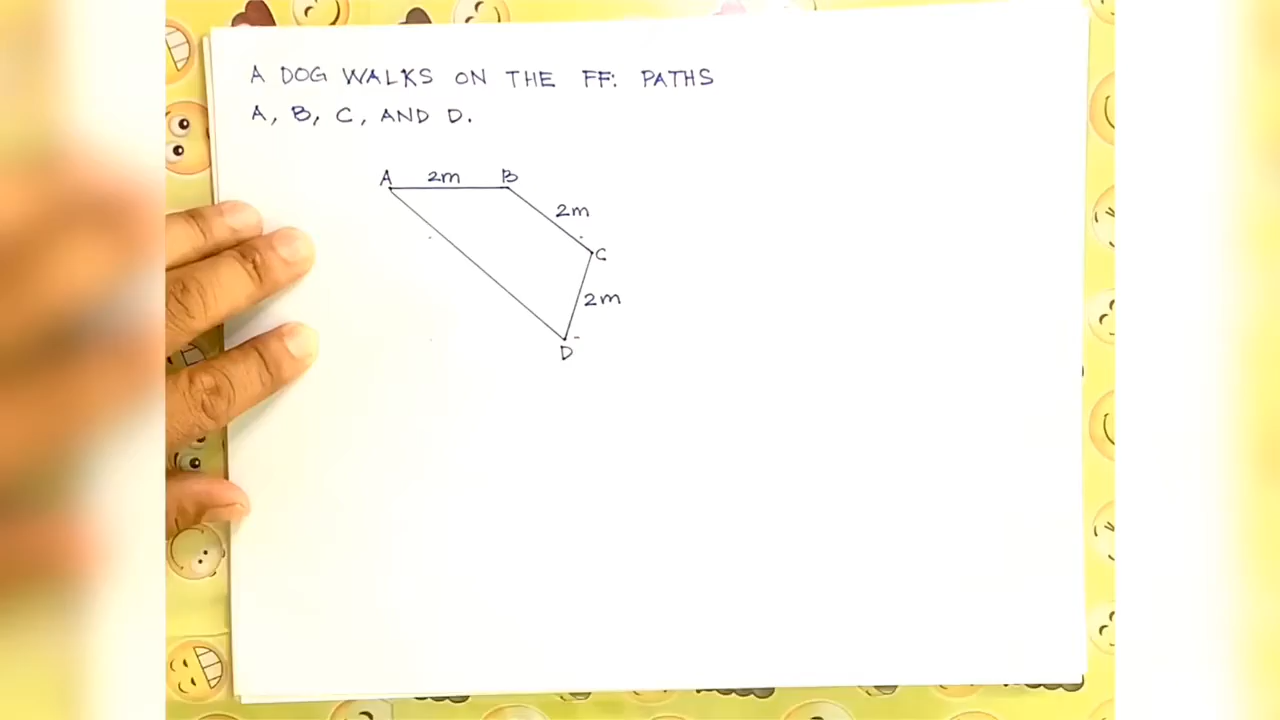 A DOG WALKS ON THE FF: PATHS
A, B, C, AND D.
A 2m B
2m
C
2m
D